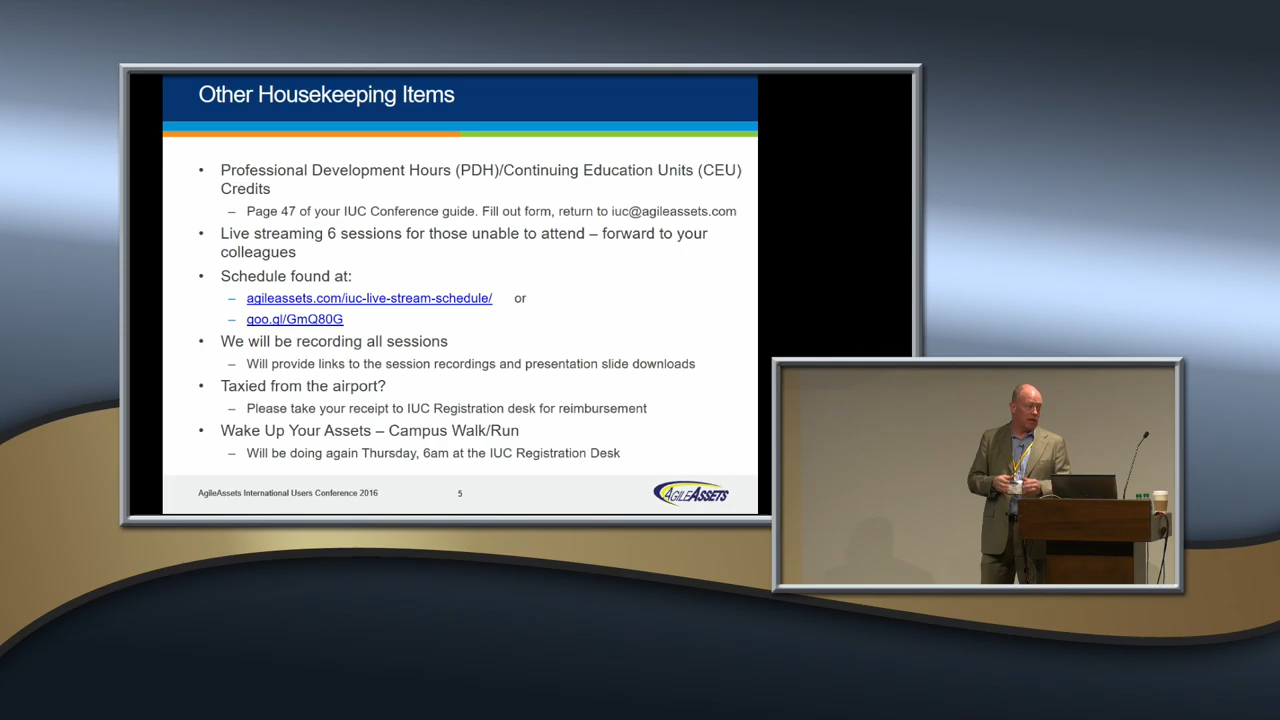 Other Housekeeping Items
• Professional Development Hours (PDH)/Continuing Education Units (CEU)
Credits
– Page 47 of your IUC Conference guide. Fill out form, return to iuc@agileassets.com
• Live streaming 6 sessions for those unable to attend – forward to your
colleagues
• Schedule found at:
– agileassets.com/iuc-live-stream-schedule/ or
– goo.gl/GmQ80G
• We will be recording all sessions
– Will provide links to the session recordings and presentation slide downloads
• Taxied from the airport?
– Please take your receipt to IUC Registration desk for reimbursement
• Wake Up Your Assets – Campus Walk/Run
– Will be doing again Thursday, 6am at the IUC Registration Desk
AgileAssets International Users Conference 2016 5 AGILEASSETS